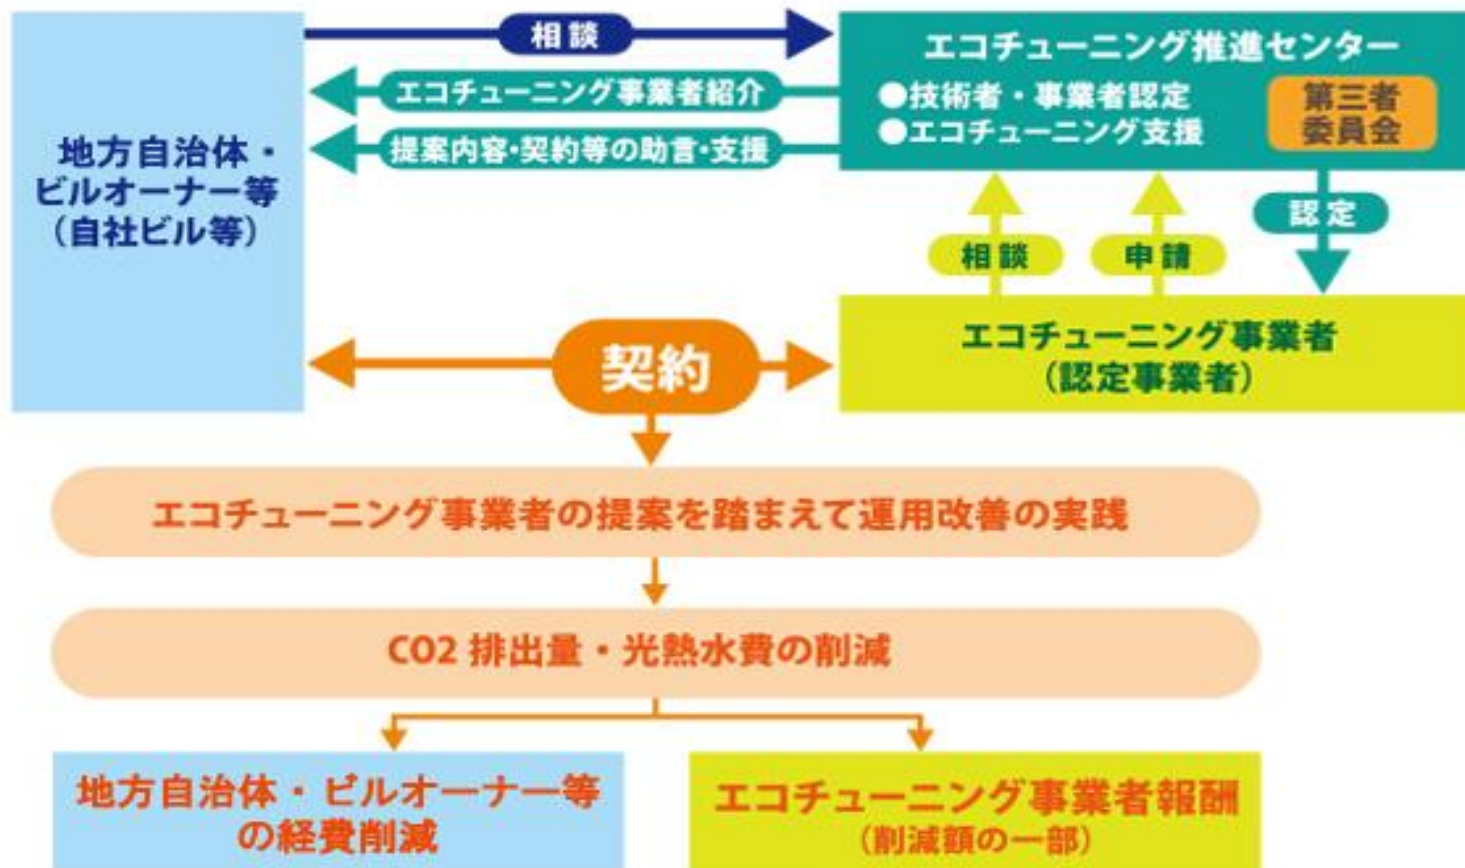 相談
エコチューニング推進センター
エコチューニング事業者紹介
●技術者・事業者認定
●エコチューニング支援
第三者
委員会
提案内容・契約等の助言・支援
地方自治体・
ビルオーナー等
（自社ビル等）
認定
相談
申請
エコチューニング事業者
（認定事業者）
契約
エコチューニング事業者の提案を踏まえて運用改善の実践
CO2 排出量・光熱水費の削減
地方自治体・ビルオーナー等
の経費削減
エコチューニング事業者報酬
（削減額の一部）